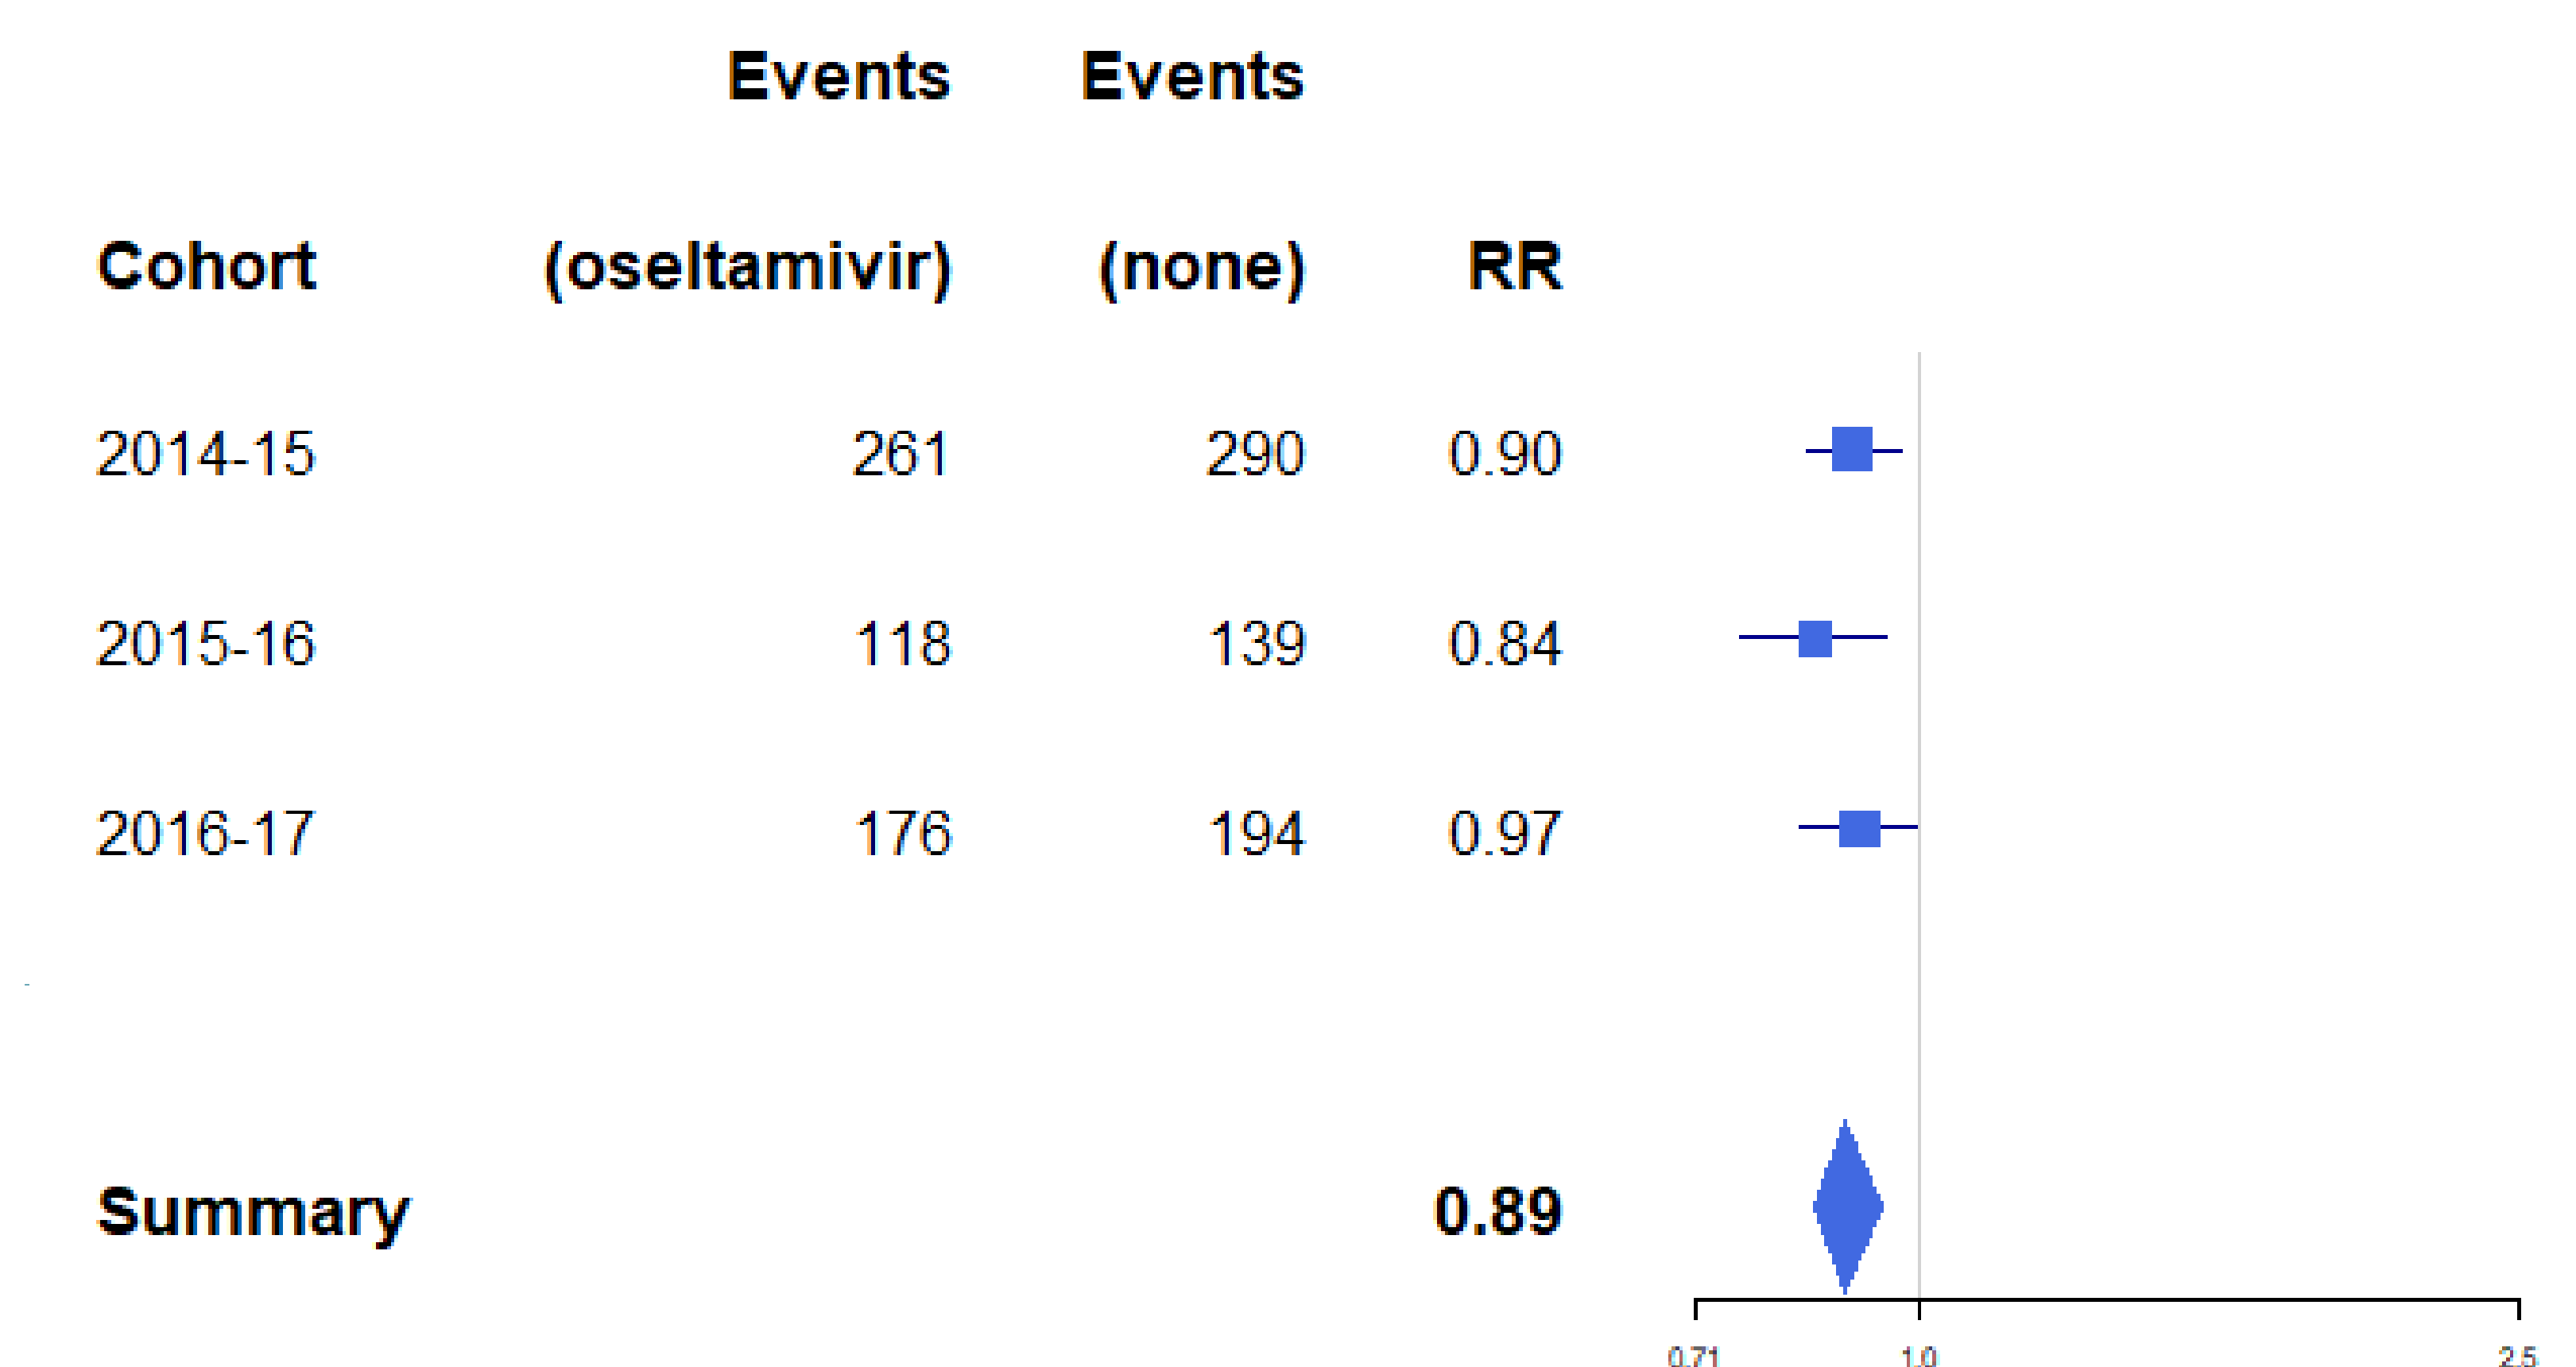 Events Events
Cohort (oseltamivir) (none) RR
2014-15 261 290 0.90
2015-16 118 139 0.84
2016-17 176 194 0.97
Summary 0.89
0.71 1.0 2.5